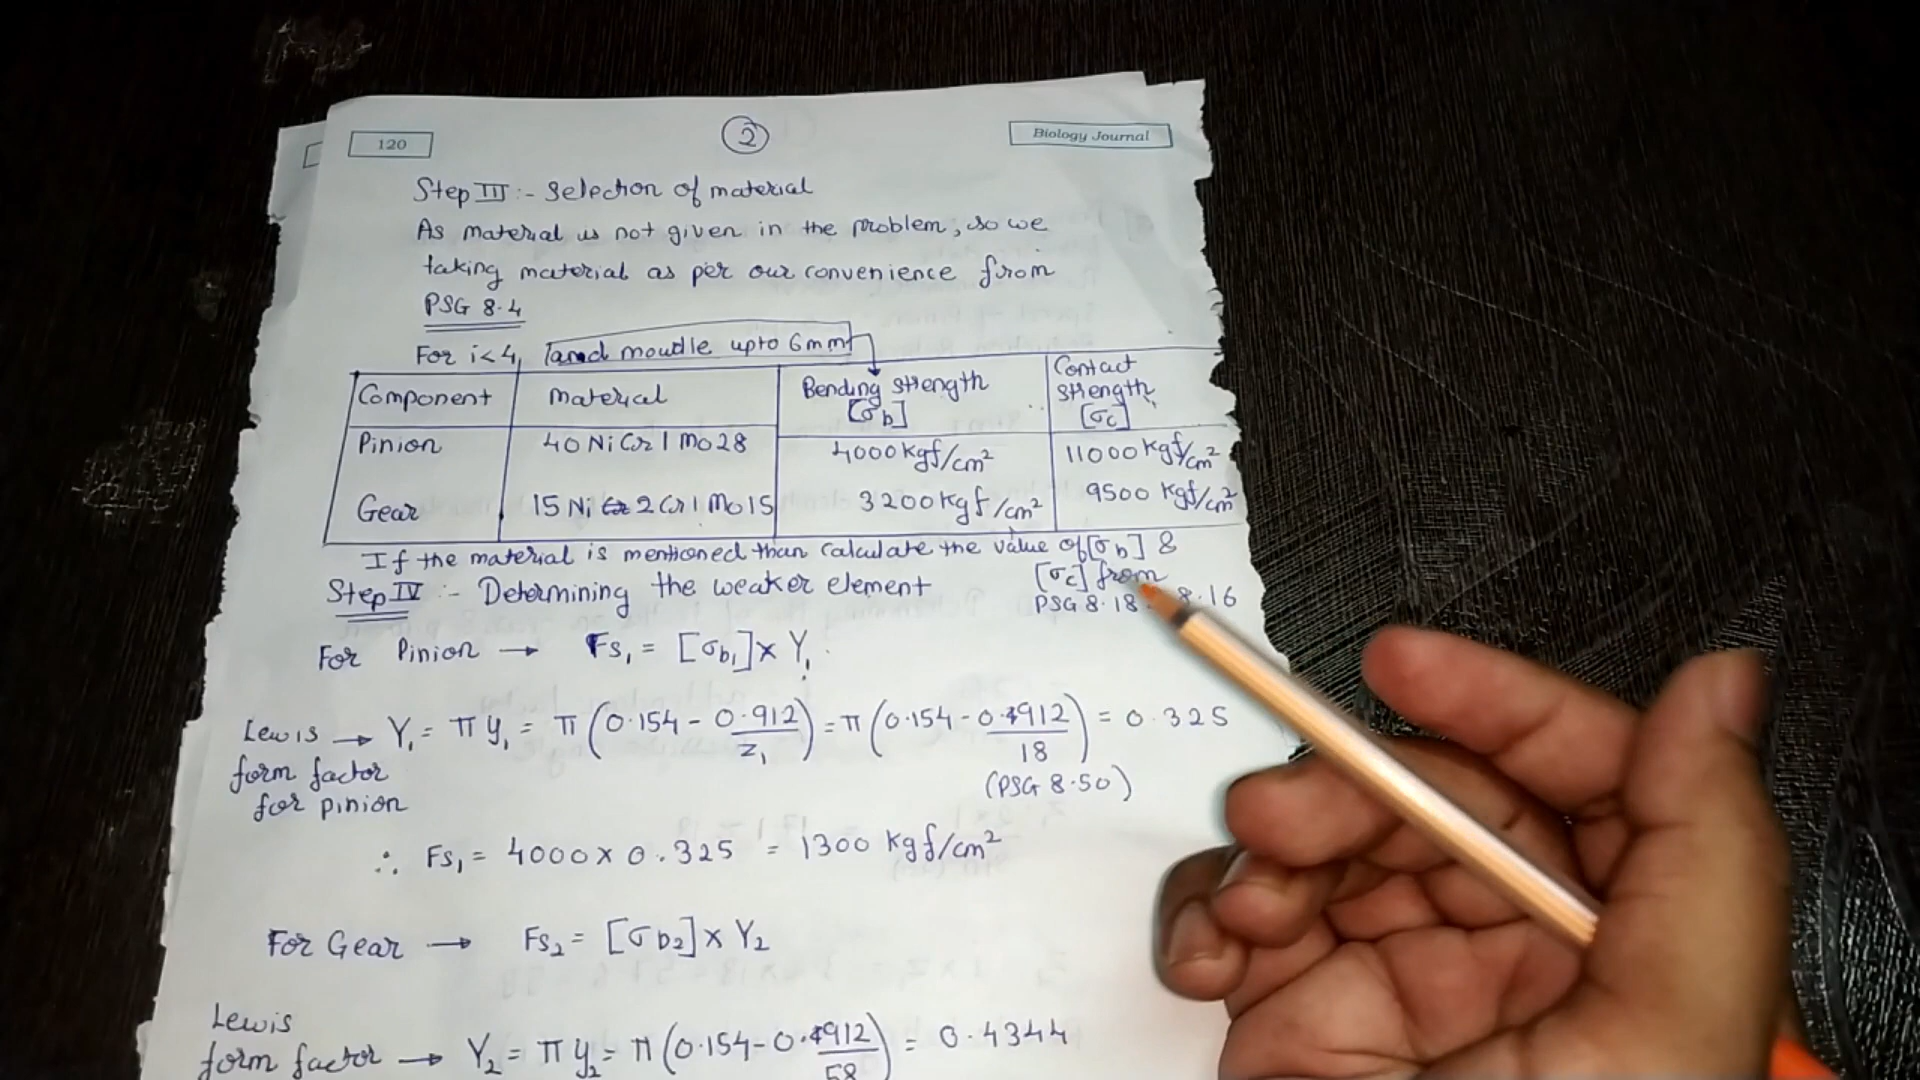 120
2
Biology Journal
Step III :- Selection of material
As material is not given in the problem, so we
taking material as per our convenience from
PSG 8.4
For i<4, and moudle upto 6mm
Component Material Bending strength [σb] Contact strength [σc]
Pinion 40 Ni Cr 1 Mo 28 4000 kgf/cm² 11000 kgf/cm²
Gear 15 Ni 2 Cr 1 Mo 15 3200 kgf/cm² 9500 kgf/cm²
If the material is mentioned than calculate the value of [σb] &
[σc] from
PSG 8.18 8.16
Step IV :- Determining the weaker element
For Pinion → Fs₁ = [σb₁] x Y₁
Lewis form factor for pinion → Y₁ = π y₁ = π (0.154 - 0.912/z₁) = π (0.154 - 0.912/18) = 0.325
(PSG 8.50)
∴ Fs₁ = 4000 x 0.325 = 1300 kgf/cm²
For Gear → Fs₂ = [σb₂] x Y₂
Lewis form factor → Y₂ = π y₂ = π (0.154 - 0.912/58) = 0.4344